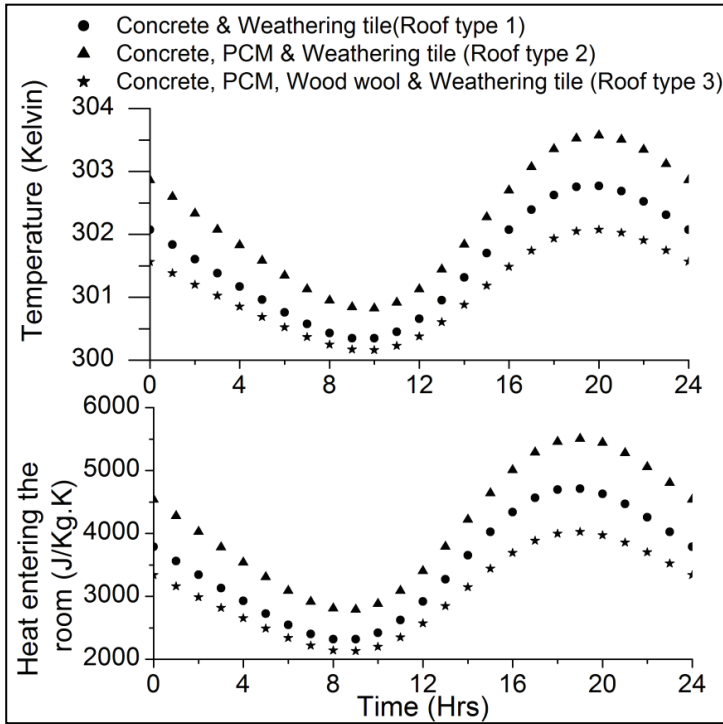 Concrete & Weathering tile(Roof type 1)
Concrete, PCM & Weathering tile (Roof type 2)
Concrete, PCM, Wood wool & Weathering tile (Roof type 3)
Temperature (Kelvin)
304
303
302
301
300
0 4 8 12 16 20 24
Heat entering the
room (J/Kg.K)
6000
5000
4000
3000
2000
0 4 8 12 16 20 24
Time (Hrs)